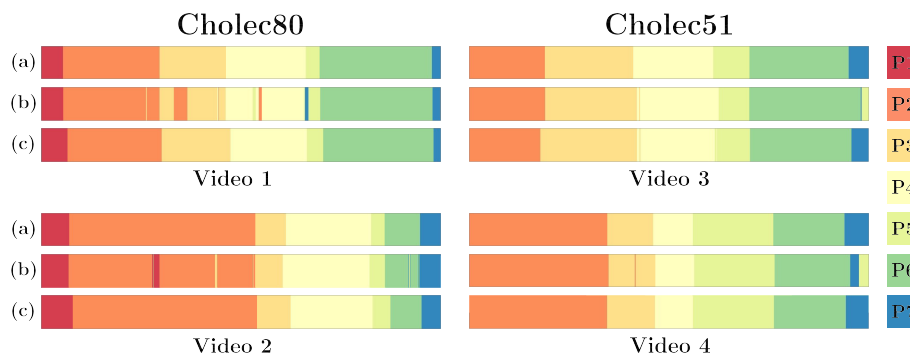 Cholec80 Cholec51
(a)
(b)
(c)
Video 1 Video 3
(a)
(b)
(c)
Video 2 Video 4
P
P2
P3
P4
P5
P6
P7